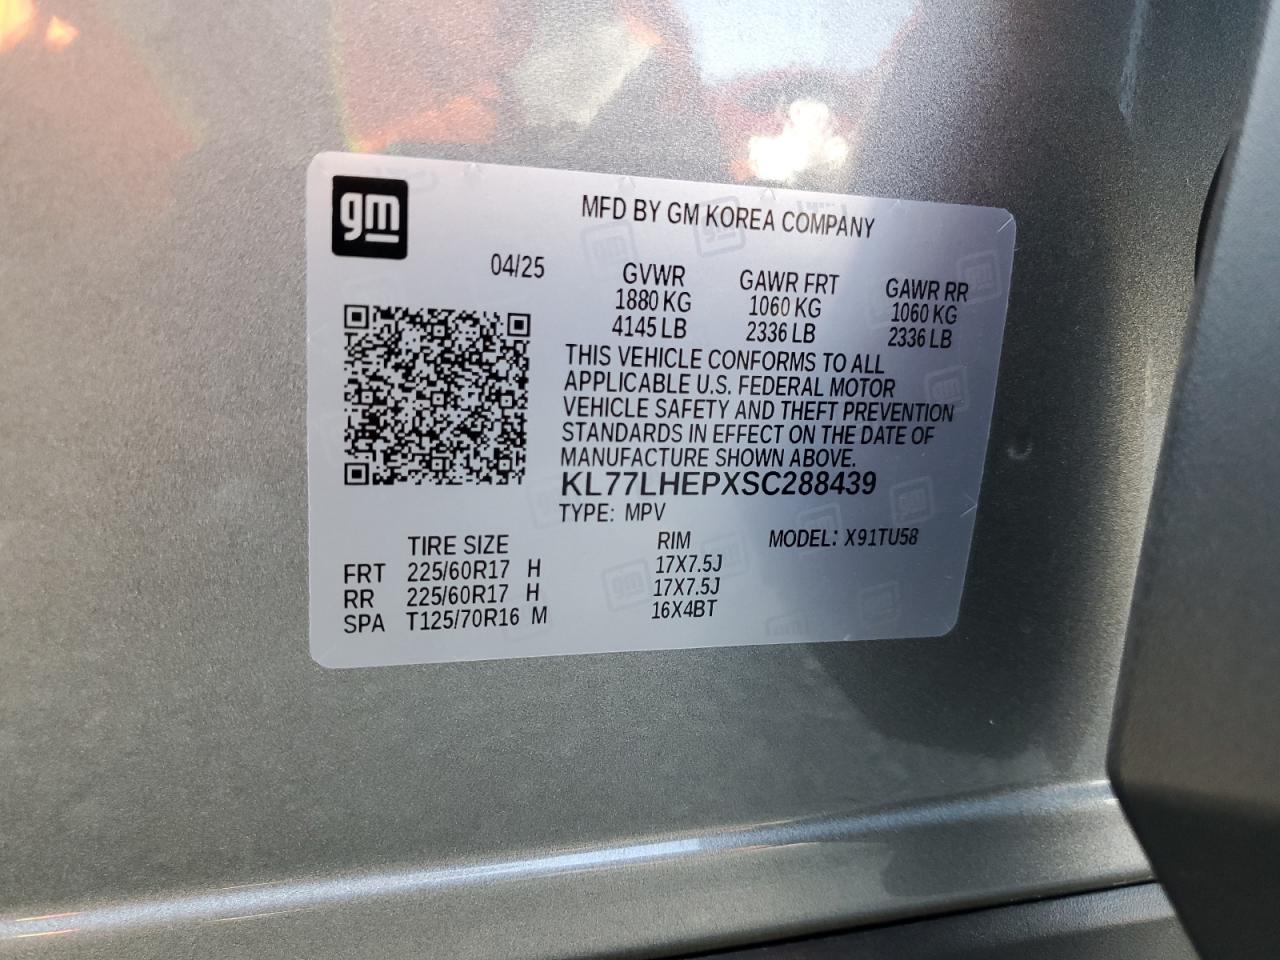 gm
MFD BY GM KOREA COMPANY
04/25
GVWR GAWR FRT GAWR RR
1880 KG 1060 KG 1060 KG
4145 LB 2336 LB 2336 LB
THIS VEHICLE CONFORMS TO ALL
APPLICABLE U.S. FEDERAL MOTOR
VEHICLE SAFETY AND THEFT PREVENTION
STANDARDS IN EFFECT ON THE DATE OF
MANUFACTURE SHOWN ABOVE.
KL77LHEPXSC288439
TYPE: MPV
TIRE SIZE RIM MODEL: X91TU58
FRT 225/60R17 H 17X7.5J
RR 225/60R17 H 17X7.5J
SPA T125/70R16 M 16X4BT